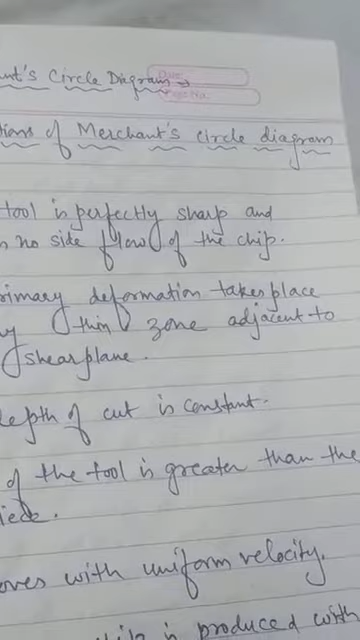 ant's Circle Diagram →
tions of Merchant's circle diagram
tool is perfectly sharp and
no side flow of the chip.
rimary deformation takes place
thin zone adjacent to
shear plane.
depth of cut is constant.
of the tool is greater than the
iece.
oves with uniform velocity.
is produced with